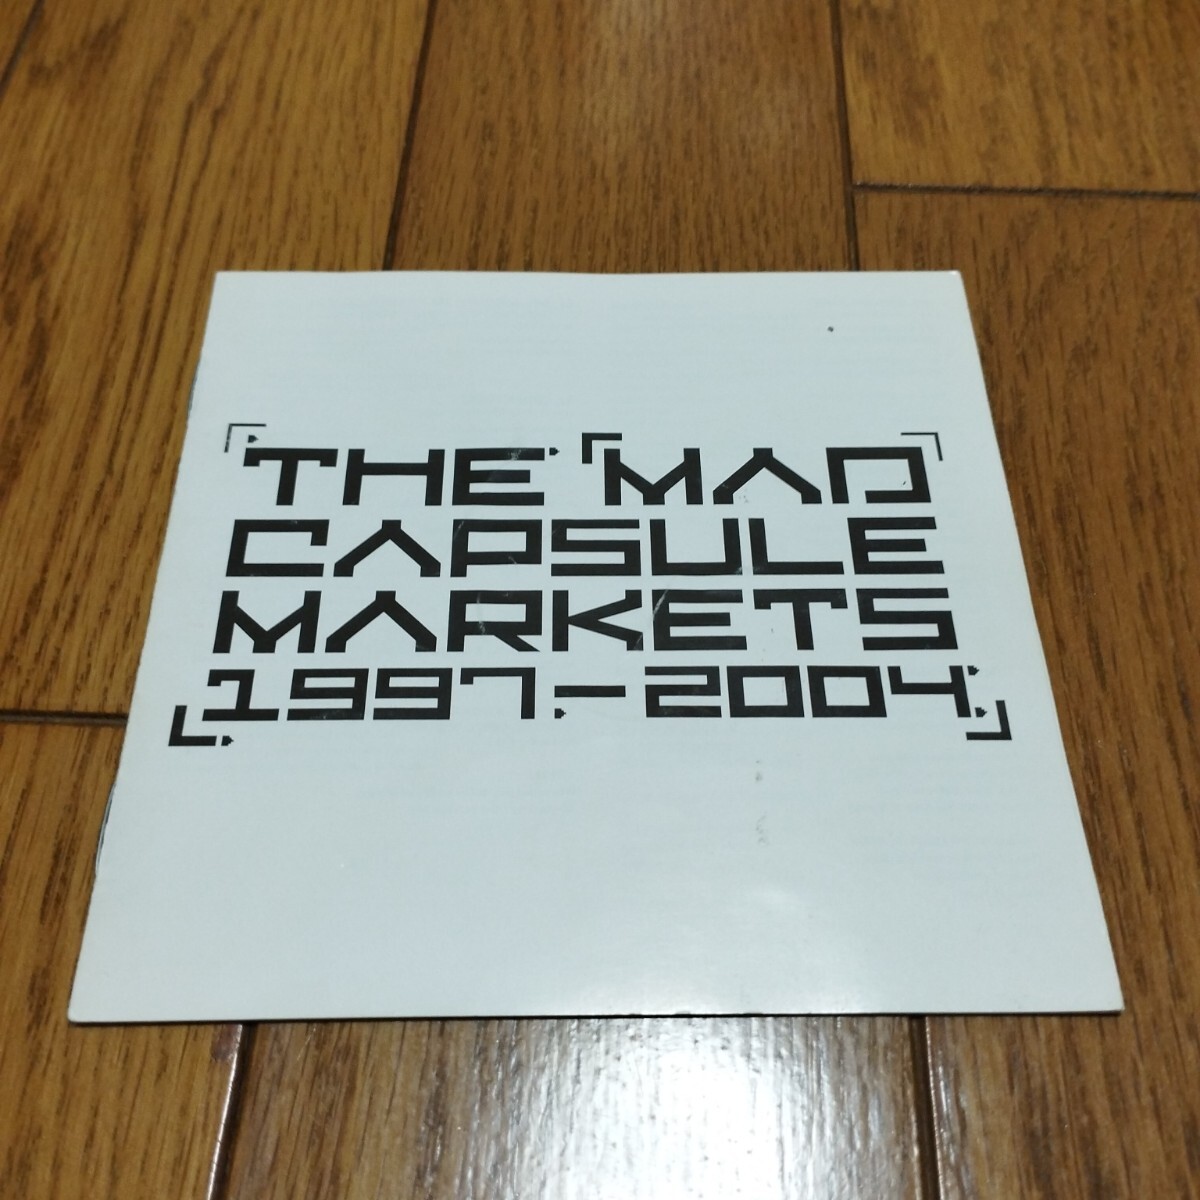 THE MAD
CAPSULE
MARKETS
1997-2004